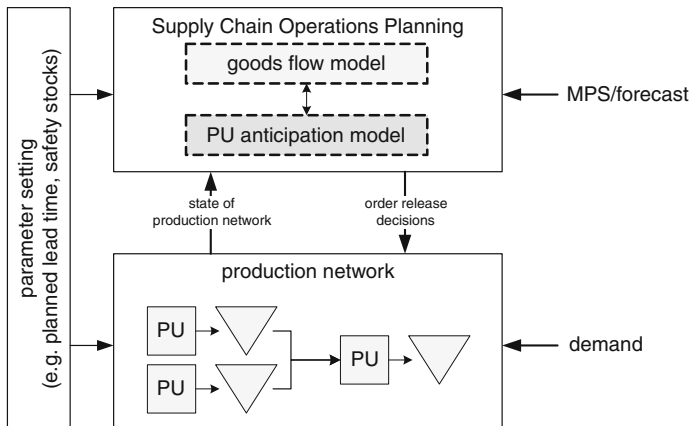 Supply Chain Operations Planning
goods flow model
PU anticipation model
MPS/forecast
parameter setting
(e.g. planned lead time, safety stocks)
state of
production network
order release
decisions
production network
PU
PU
PU
demand